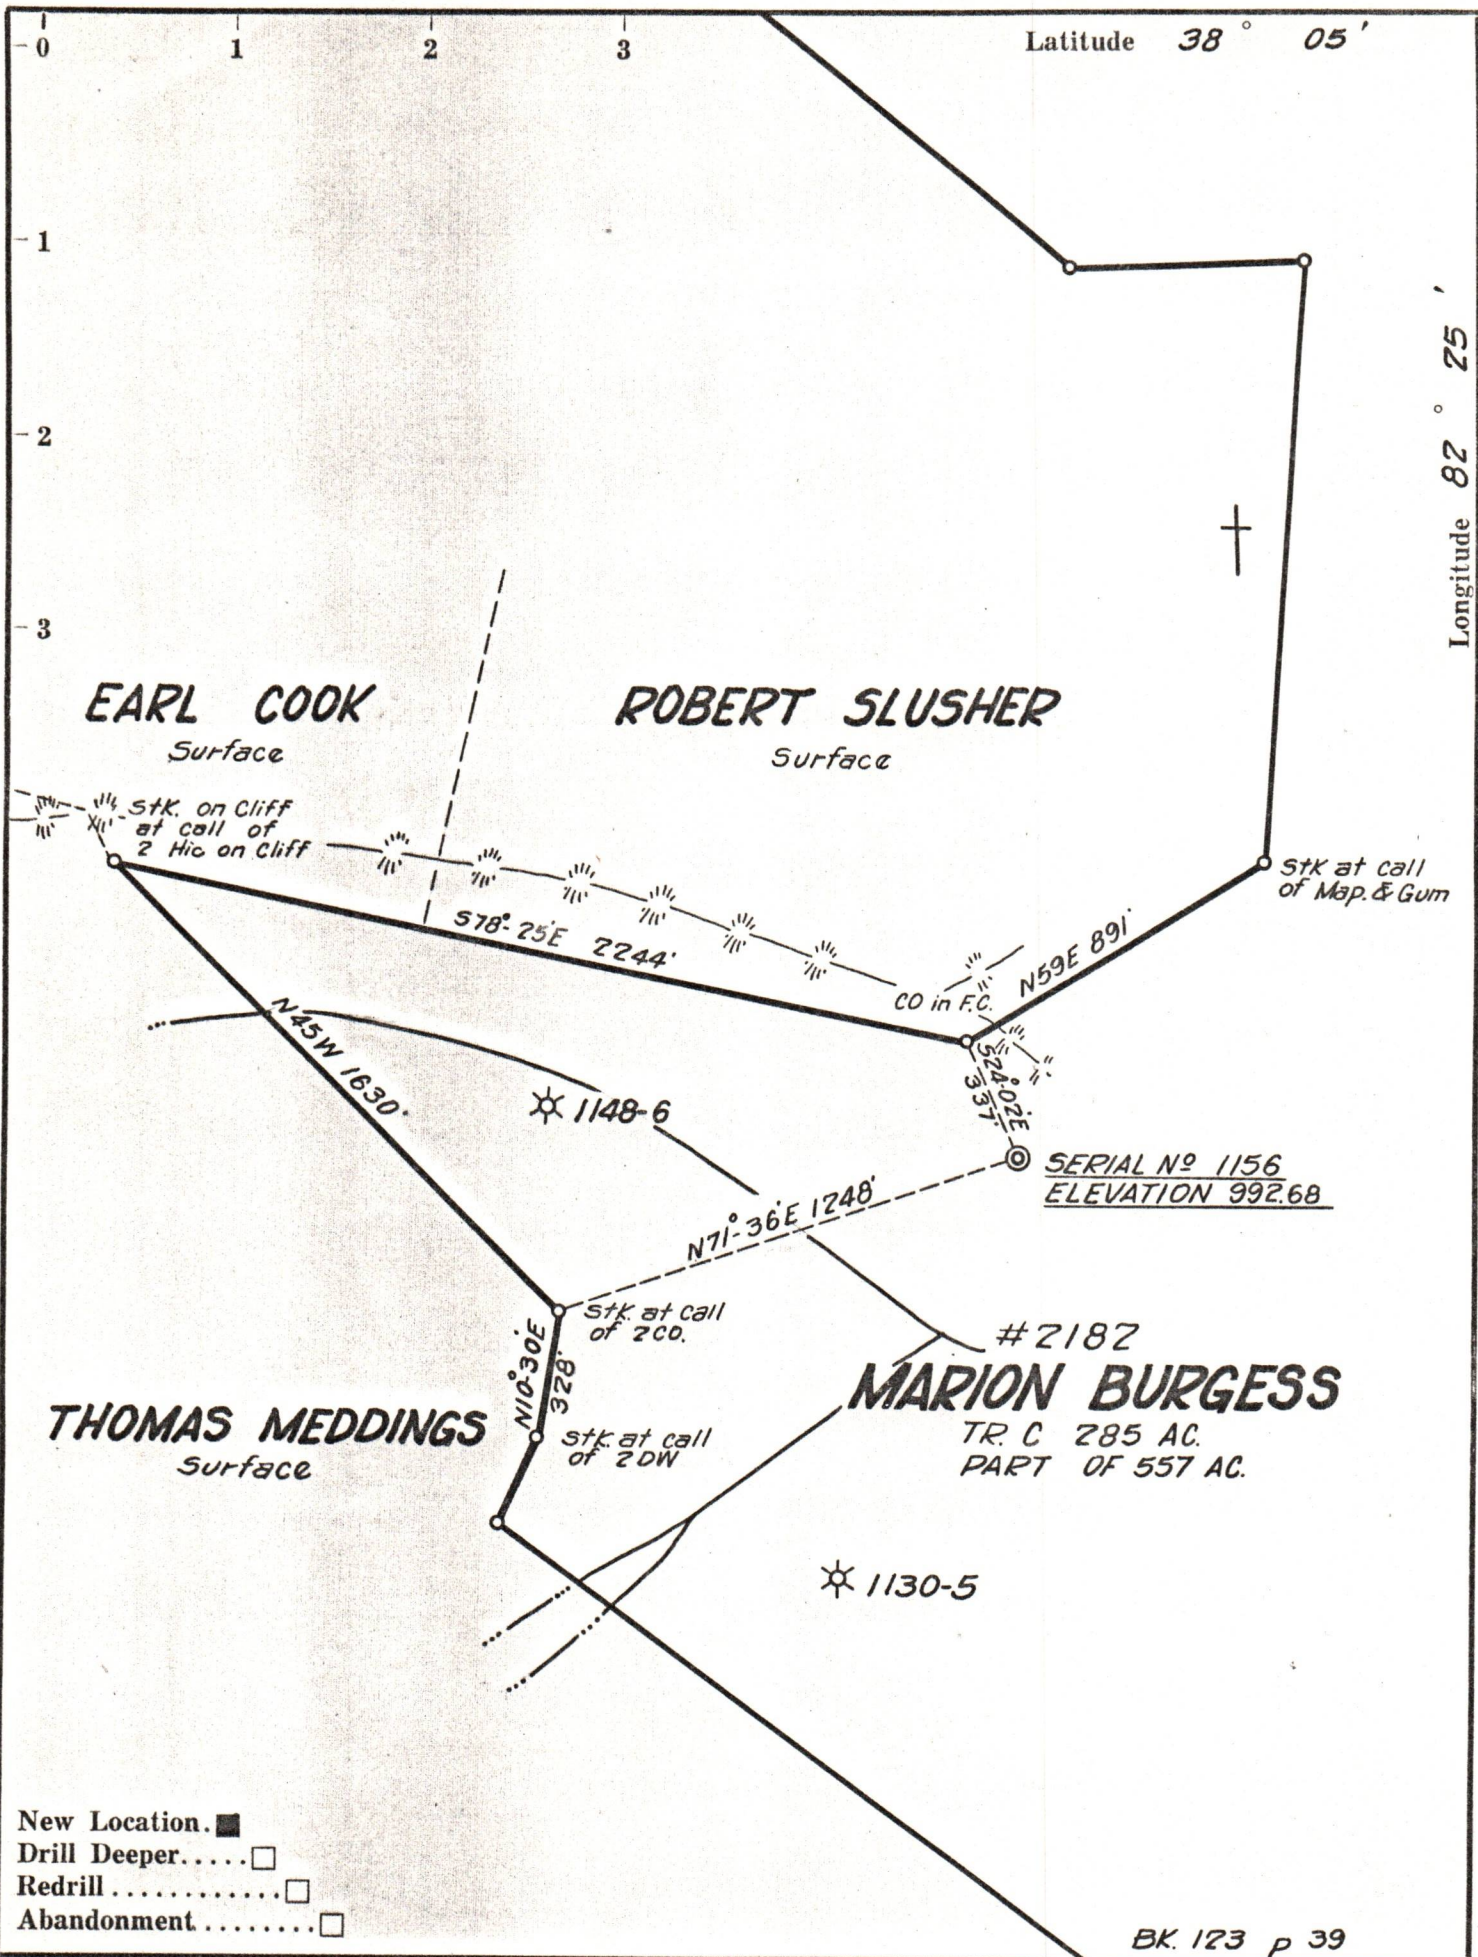 0 1 2 3
Latitude 38° 05'
1
2
3
Longitude 82° 25'
EARL COOK
Surface
ROBERT SLUSHER
Surface
Stk. on Cliff
at call of
2 Hic on Cliff
Stk at call
of Map. & Gum
S78°-25'E 2244'
N59E 891'
CO in F.C.
N45W 1630'
S24°-02'E
337'
1148-6
SERIAL Nº 1156
ELEVATION 992.68
N71°-36'E 1248'
Stk. at call
of 2CO.
N10°-30'E
328'
#2182
MARION BURGESS
TR. C 285 AC.
PART OF 557 AC.
THOMAS MEDDINGS
Surface
Stk. at call
of 2DW
1130-5
New Location. ■
Drill Deeper..... □
Redrill ............ □
Abandonment......... □
BK. 123 P 39